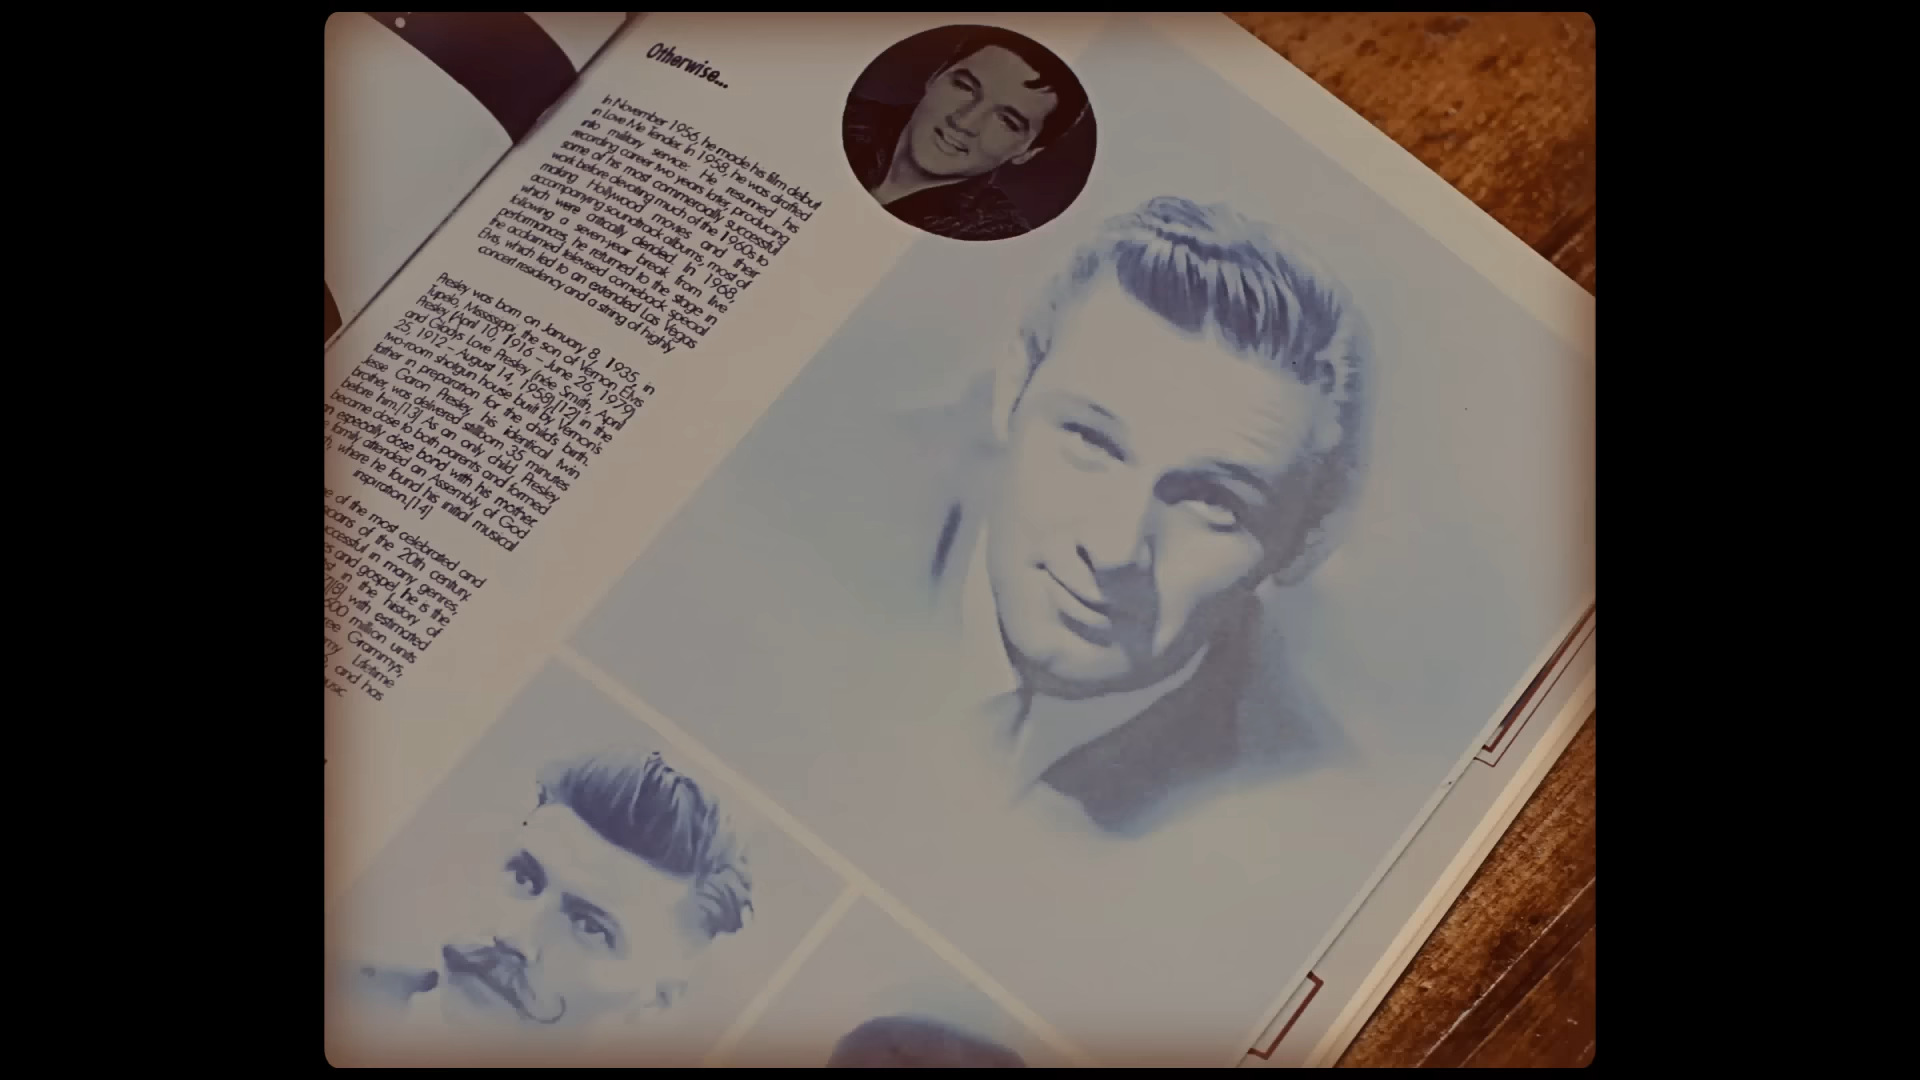 Otherwise...
In November 1956, he made his film debut
in Love Me Tender. In 1958, he was drafted
into military service: He resumed his
recording career two years later, producing
some of his most commercially successful
work before devoting much of the 1960s to
making Hollywood movies and their
accompanying soundtrack albums, most of
which were critically derided. In 1968,
following a seven-year break from live
performances, he returned to the stage in
the acclaimed televised comeback special
Elvis, which led to an extended Las Vegas
concert residency and a string of highly
Presley was born on January 8, 1935, in
Tupelo, Mississippi, the son of Vernon Elvis
Presley (April 10, 1916 – June 26, 1979)
and Gladys Love Presley (née Smith, April
25, 1912 – August 14, 1958)[12] in the
two-room shotgun house built by Vernon's
father in preparation for the child's birth.
Jesse Garon Presley, his identical twin
brother, was delivered stillborn 35 minutes
before him.[13] As an only child, Presley
became close to both parents and formed
an especially close bond with his mother.
family attended an Assembly of God
where he found his initial musical
inspiration.[14]
of the most celebrated and
of the 20th century.
in many genres,
and gospel, he is the
in the history of
with estimated
600 million units
Grammys,
Lifetime
and has